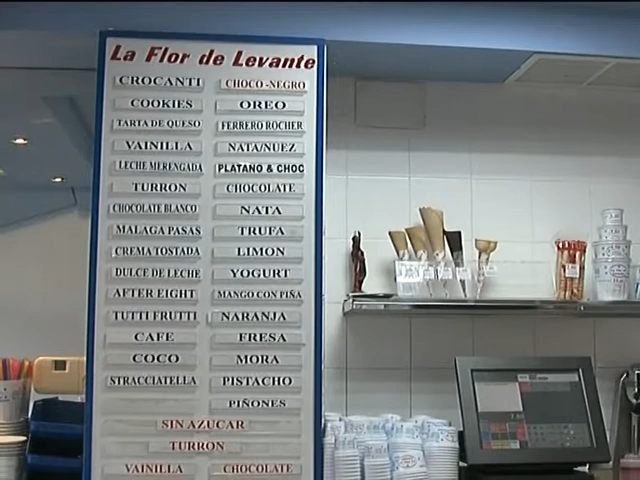 La Flor de Levante
CROCANTI CHOCO-NEGRO
COOKIES OREO
TARTA DE QUESO FERRERO ROCHER
VAINILLA NATA/NUEZ
LECHE MERENGADA PLATANO & CHOC
TURRON CHOCOLATE
CHOCOLATE BLANCO NATA
MALAGA PASAS TRUFA
CREMA TOSTADA LIMON
DULCE DE LECHE YOGURT
AFTER EIGHT MANGO CON PIÑA
TUTTI FRUTTI NARANJA
CAFE FRESA
COCO MORA
STRACCIATELLA PISTACHO
PIÑONES
SIN AZUCAR
TURRON
VAINILLA CHOCOLATE